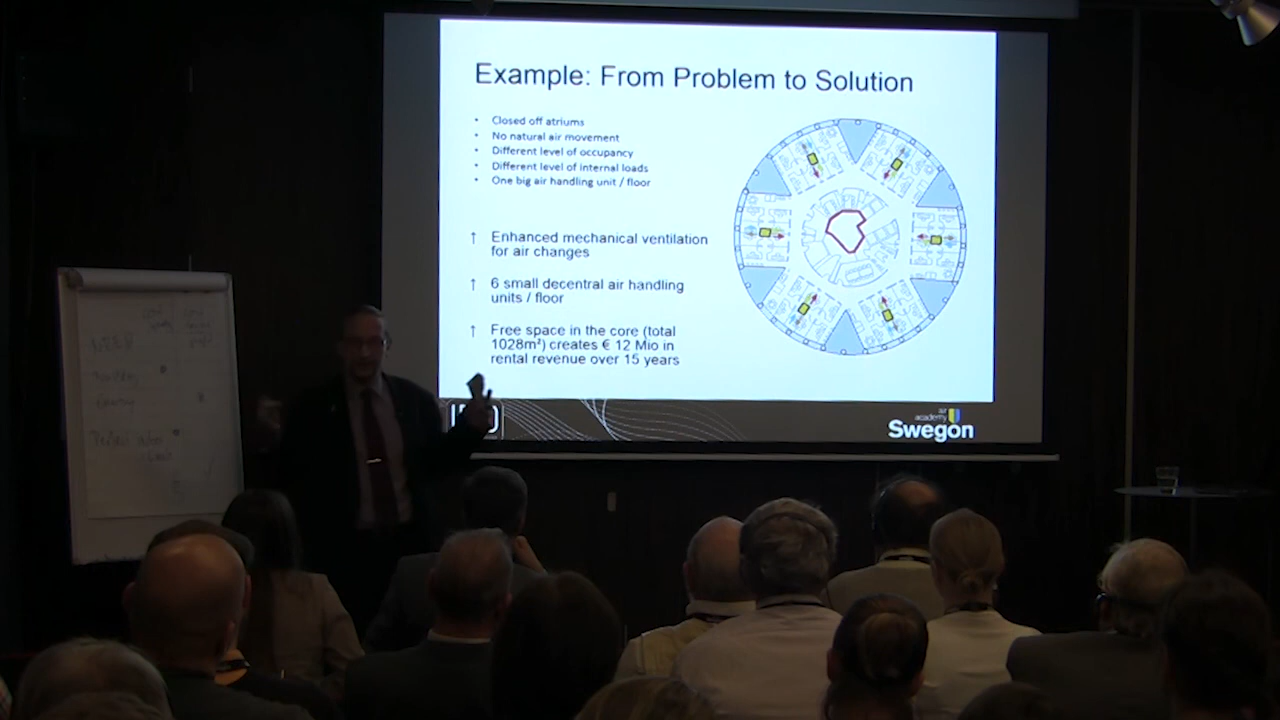 Example: From Problem to Solution
• Closed off atriums
• No natural air movement
• Different level of occupancy
• Different level of internal loads
• One big air handling unit / floor
↑ Enhanced mechanical ventilation
for air changes
↑ 6 small decentral air handling
units / floor
↑ Free space in the core (total
1028m²) creates € 12 Mio in
rental revenue over 15 years
air
academy
Swegon